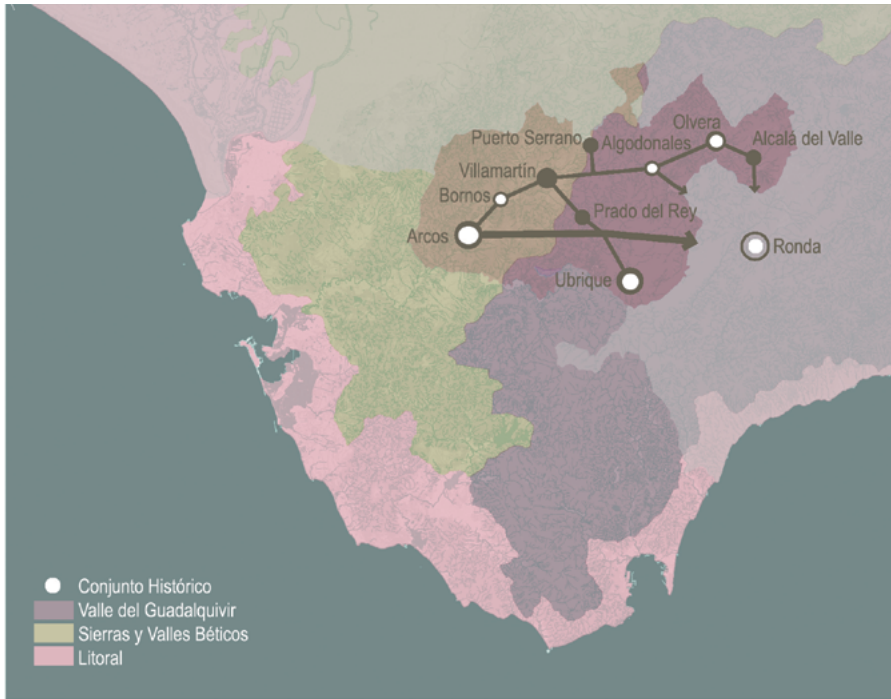 Olvera
Puerto Serrano
Algodonales
Alcalá del Valle
Villamartín
Bornos
Prado del Rey
Arcos
Ronda
Ubrique
Conjunto Histórico
Valle del Guadalquivir
Sierras y Valles Béticos
Litoral